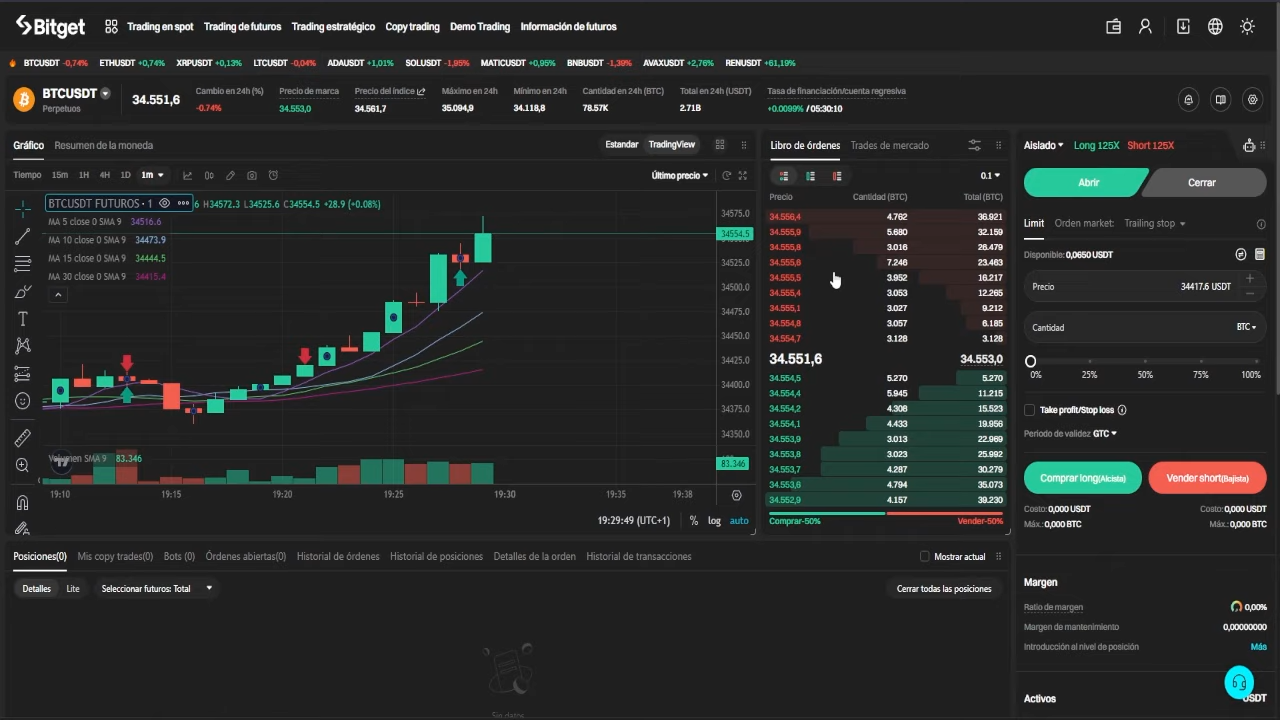 Bitget
Trading en spot
Trading de futuros
Trading estratégico
Copy trading
Demo Trading
Información de futuros
BTCUSDT -0,74% ETHUSDT +0,74% XRPUSDT +0,13% LTCUSDT -0,04% ADAUSDT +1,01% SOLUSDT -1,95% MATICUSDT +0,95% BNBUSDT -1,39% AVAXUSDT +2,76% RENUSDT +61,19%
BTCUSDT
Perpetuos
34.551,6
Cambio en 24h (%)
-0.74%
Precio de marca
34.553,0
Precio del índice
34.561,7
Máximo en 24h
35.094,9
Mínimo en 24h
34.118,8
Cantidad en 24h (BTC)
78.57K
Total en 24h (USDT)
2.71B
Tasa de financiación/cuenta regresiva
+0.0099% / 05:30:10
Gráfico
Resumen de la moneda
Estandar
TradingView
Tiempo 15m 1H 4H 1D 1m
Último precio
BTCUSDT FUTUROS · 1
6 H34572.3 L34525.6 C34554.5 +28.9 (+0.08%)
MA 5 close 0 SMA 9 34516.6
MA 10 close 0 SMA 9 34473.9
MA 15 close 0 SMA 9 34444.5
MA 30 close 0 SMA 9 34415.4
34575.0
34554.5
34525.0
34500.0
34475.0
34450.0
34425.0
34400.0
34375.0
34350.0
83.346
Volumen SMA 9 83.346
19:10 19:15 19:20 19:25 19:30 19:35 19:38
19:29:49 (UTC+1) % log auto
Libro de órdenes
Trades de mercado
0.1
Precio Cantidad (BTC) Total (BTC)
34.556,4 4.762 36.921
34.555,9 5.680 32.159
34.555,8 3.016 26.479
34.555,6 7.246 23.463
34.555,5 3.952 16.217
34.555,4 3.053 12.265
34.555,1 3.027 9.212
34.554,8 3.057 6.185
34.554,7 3.128 3.128
34.551,6 34.553,0
34.554,5 5.270 5.270
34.554,4 5.945 11.215
34.554,2 4.308 15.523
34.554,1 4.433 19.956
34.553,9 3.013 22.969
34.553,8 3.023 25.992
34.553,7 4.287 30.279
34.553,6 4.794 35.073
34.552,9 4.157 39.230
Comprar-50% Vender-50%
Aislado Long 125X Short 125X
Abrir
Cerrar
Limit
Orden market:
Trailing stop
Disponible: 0,0650 USDT
Precio 34417.6 USDT
Cantidad BTC
0% 25% 50% 75% 100%
Take profit/Stop loss
Periodo de validez GTC
Comprar long(Alcista)
Vender short(Bajista)
Costo: 0,000 USDT Costo: 0,000 USDT
Máx.: 0,000 BTC Máx.: 0,000 BTC
Margen
Ratio de margen 0,00%
Margen de mantenimiento 0,00000000
Introducción al nivel de posición Más
Activos USDT
Posiciones(0)
Mis copy trades(0)
Bots (0)
Órdenes abiertas(0)
Historial de órdenes
Historial de posiciones
Detalles de la orden
Historial de transacciones
Mostrar actual
Detalles
Lite
Seleccionar futuros: Total
Cerrar todas las posiciones
Sin datos